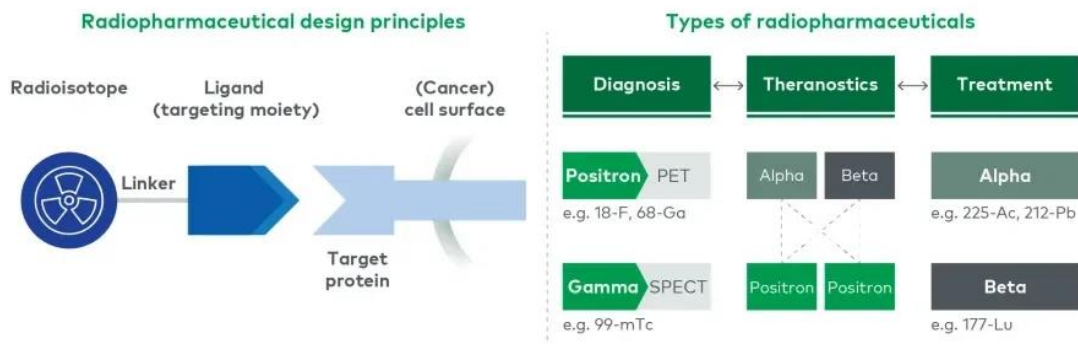 Radiopharmaceutical design principles
Radioisotope
Ligand
(targeting moiety)
(Cancer)
cell surface
Linker
Target
protein
Types of radiopharmaceuticals
Diagnosis
Theranostics
Treatment
Positron PET
e.g. 18-F, 68-Ga
Alpha
Beta
Alpha
e.g. 225-Ac, 212-Pb
Gamma SPECT
e.g. 99-mTc
Positron
Positron
Beta
e.g. 177-Lu